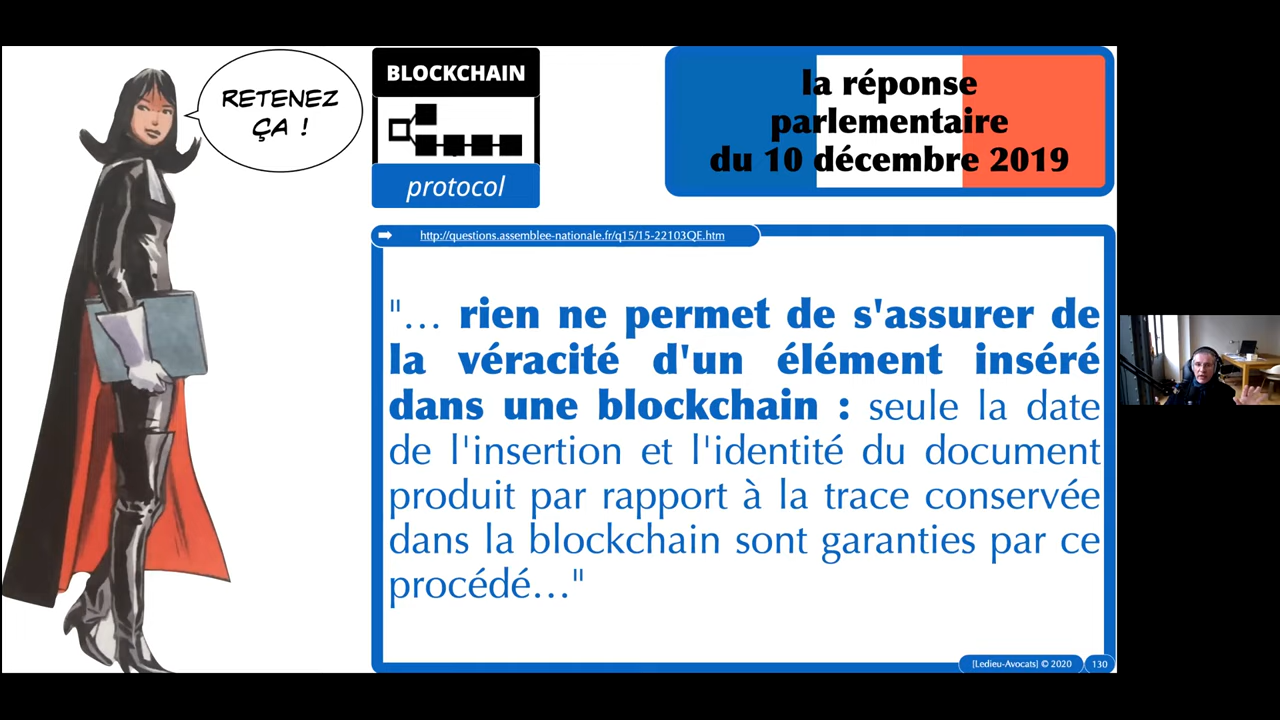 RETENEZ
ÇA !
BLOCKCHAIN
protocol
la réponse
parlementaire
du 10 décembre 2019
http://questions.assemblee-nationale.fr/q15/15-22103QE.htm
"... rien ne permet de s'assurer de
la véracité d'un élément inséré
dans une blockchain : seule la date
de l'insertion et l'identité du document
produit par rapport à la trace conservée
dans la blockchain sont garanties par ce
procédé..."
[Ledieu-Avocats] © 2020
130